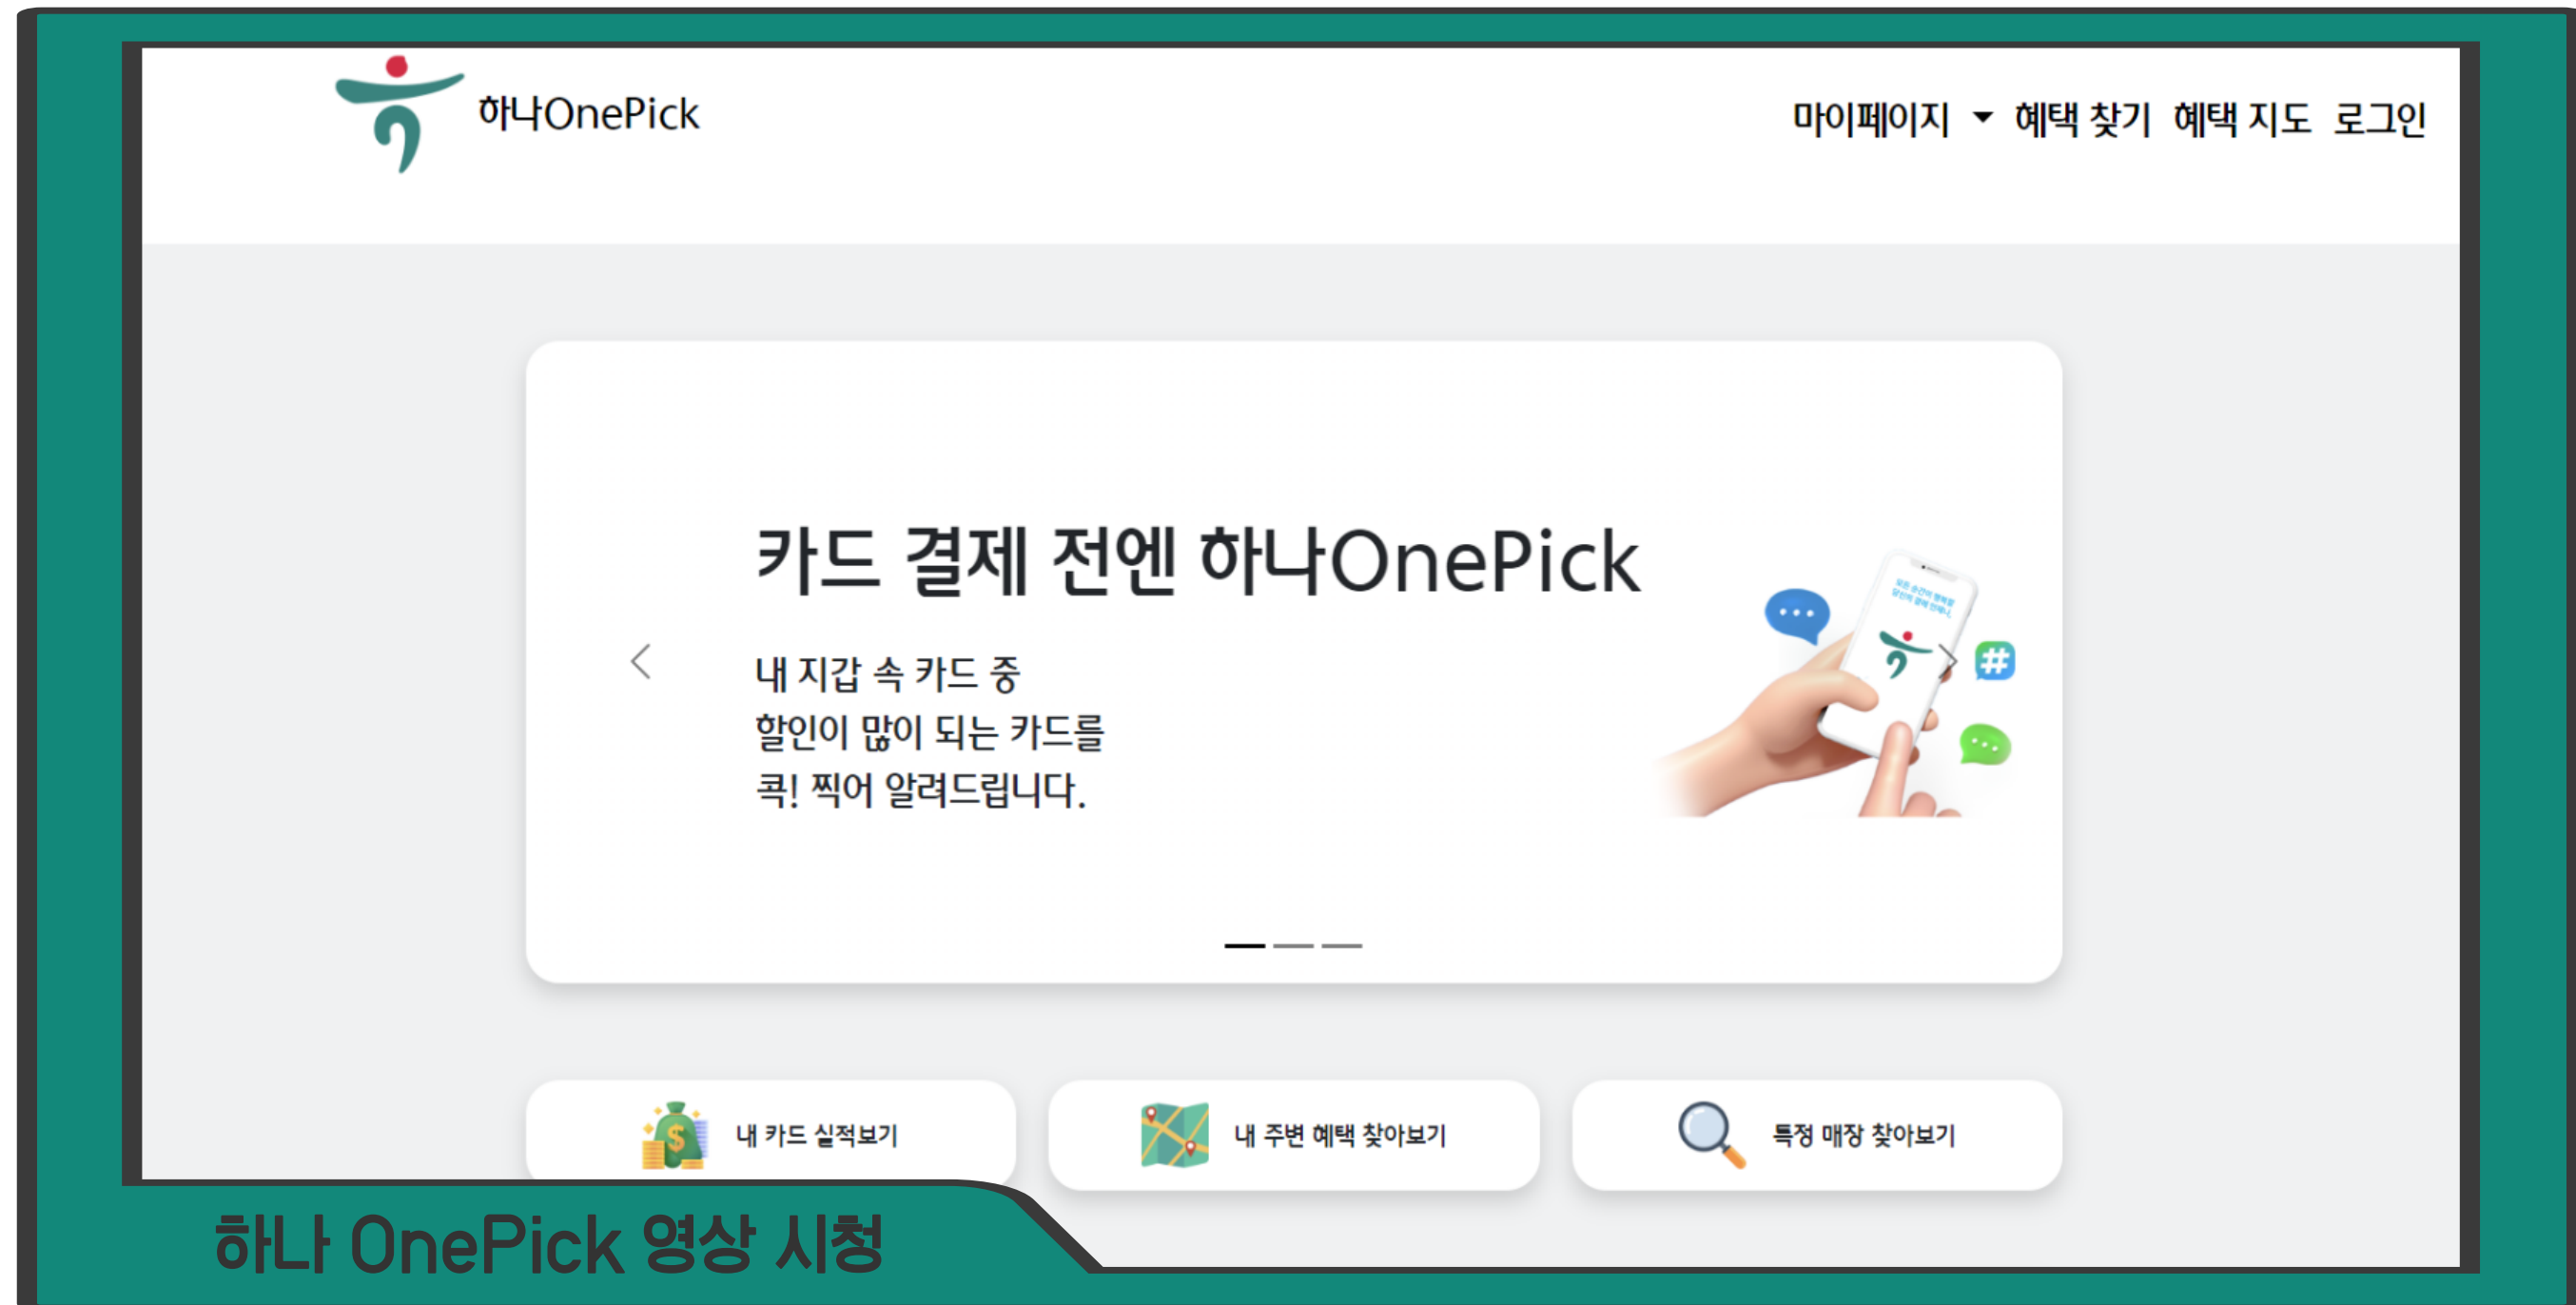 하나OnePick
마이페이지 혜택 찾기 혜택 지도 로그인
카드 결제 전엔 하나OnePick
내 지갑 속 카드 중
할인이 많이 되는 카드를
콕! 찍어 알려드립니다.
내 카드 실적보기
내 주변 혜택 찾아보기
특정 매장 찾아보기
하나 OnePick 영상 시청